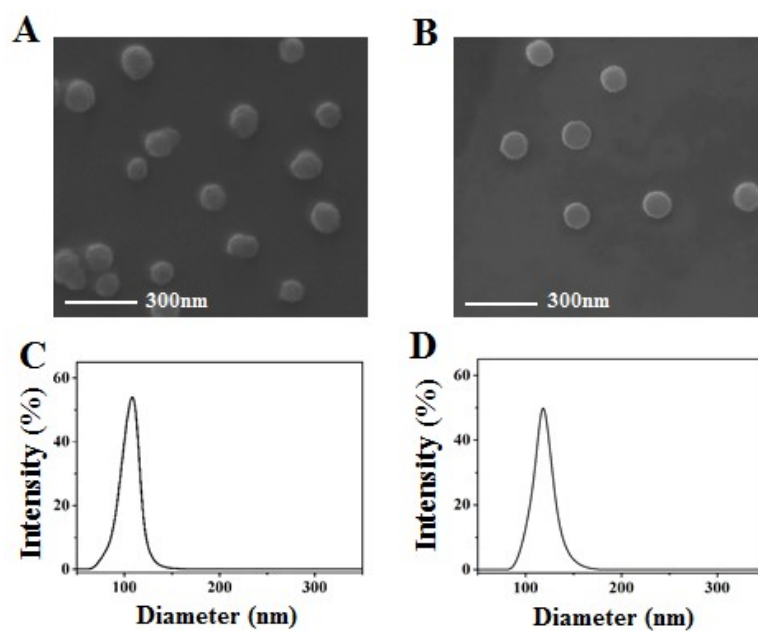 A
B
300nm
300nm
C
D
Intensity (%)
60
40
20
0
100
200
300
Diameter (nm)
Intensity (%)
60
40
20
0
100
200
300
Diameter (nm)